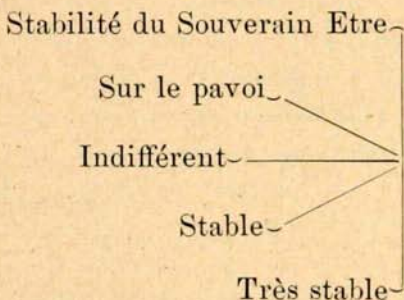 Stabilité du Souverain Etre
Sur le pavoi
Indifférent
Stable
Très stable